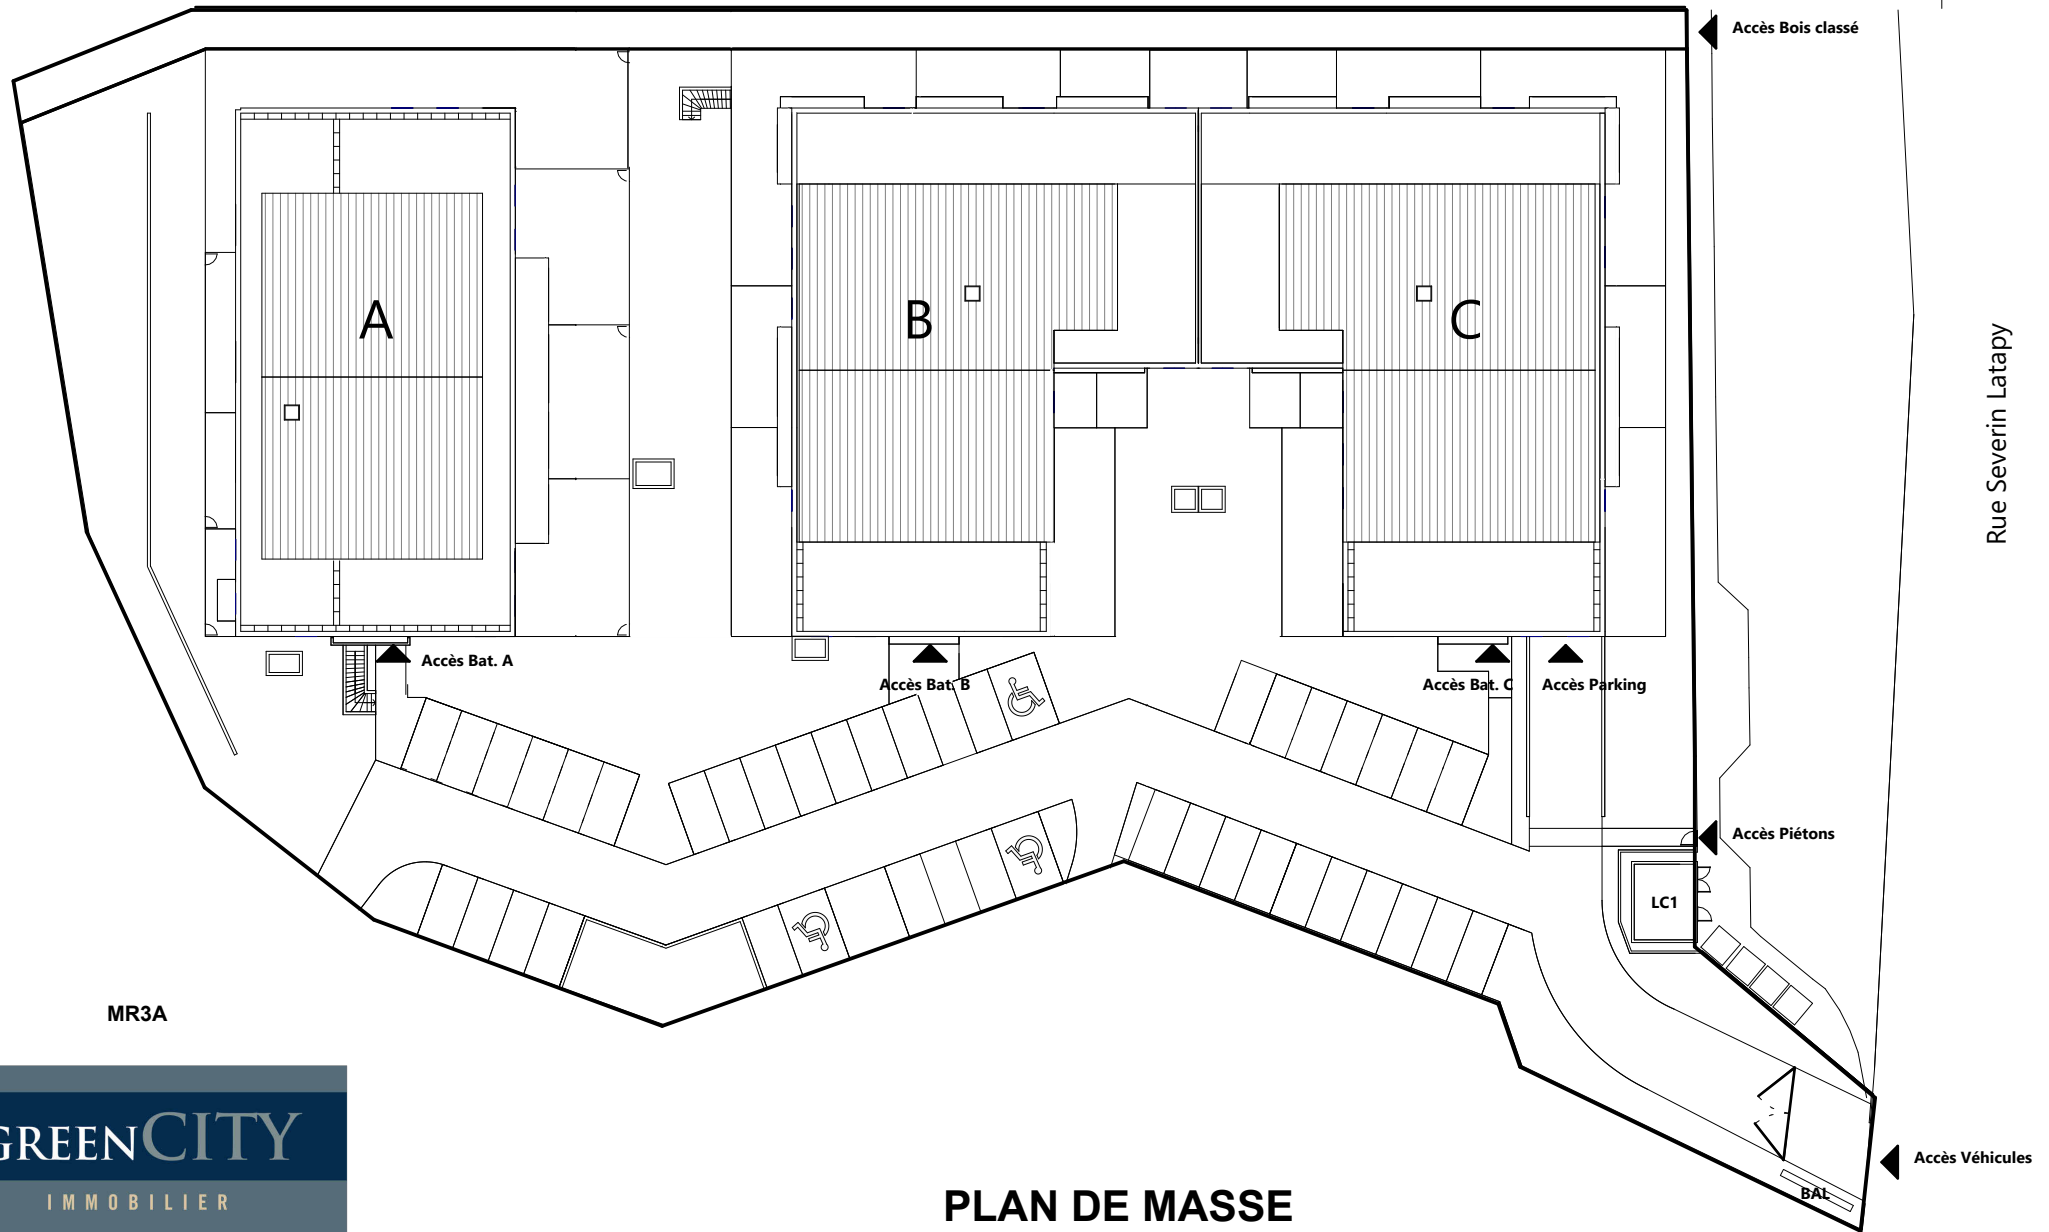 Accès Bois classé
A
B
C
Rue Severin Latapy
Accès Bat. A
Accès Bat. B
Accès Bat. C
Accès Parking
Accès Piétons
LC1
MR3A
GREENCITY
IMMOBILIER
Accès Véhicules
BAL
PLAN DE MASSE